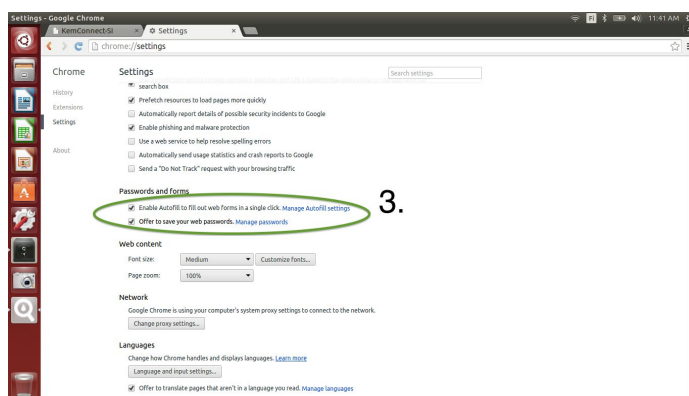 Settings - Google Chrome
FI
11:41 AM
KemConnect-SI
Settings
chrome://settings
Chrome
Settings
Search settings
History
Extensions
Settings
About
search box
Prefetch resources to load pages more quickly
Automatically report details of possible security incidents to Google
Enable phishing and malware protection
Use a web service to help resolve spelling errors
Automatically send usage statistics and crash reports to Google
Send a "Do Not Track" request with your browsing traffic
Passwords and forms
Enable Autofill to fill out web forms in a single click. Manage Autofill settings
Offer to save your web passwords. Manage passwords
3.
Web content
Font size: Medium Customize fonts...
Page zoom: 100%
Network
Google Chrome is using your computer's system proxy settings to connect to the network.
Change proxy settings...
Languages
Change how Chrome handles and displays languages. Learn more
Language and input settings...
Offer to translate pages that aren't in a language you read. Manage languages